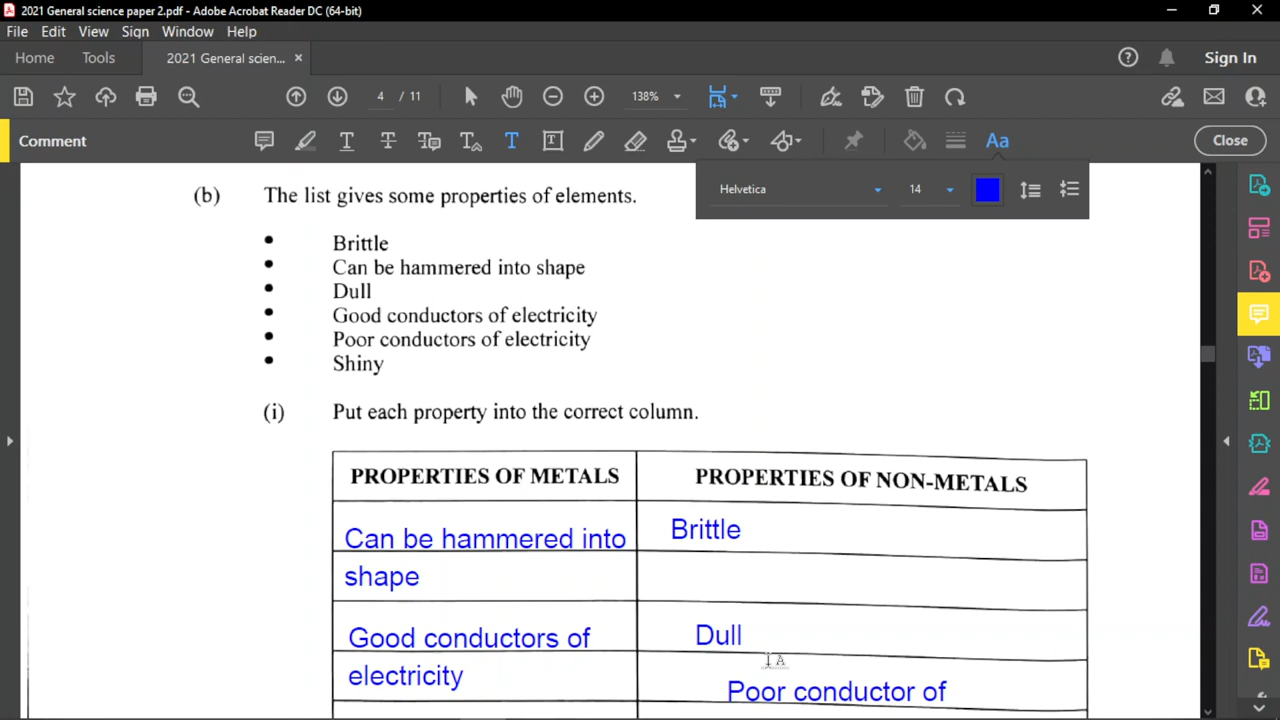 2021 General science paper 2.pdf - Adobe Acrobat Reader DC (64-bit)
File Edit View Sign Window Help
Home Tools 2021 General scien... × Sign In
4 / 11 138%
Comment T T T T T Aa Close
Helvetica 14
(b) The list gives some properties of elements.
• Brittle
• Can be hammered into shape
• Dull
• Good conductors of electricity
• Poor conductors of electricity
• Shiny
(i) Put each property into the correct column.
PROPERTIES OF METALS PROPERTIES OF NON-METALS
Can be hammered into Brittle
shape
Good conductors of Dull
electricity
Poor conductor of